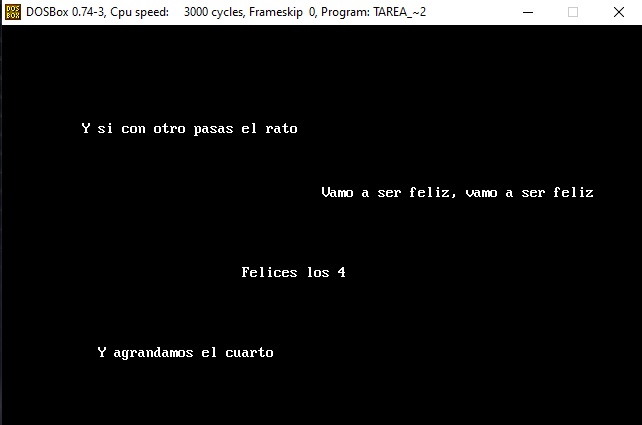 DOSBox 0.74-3, Cpu speed: 3000 cycles, Frameskip 0, Program: TAREA_~2
Y si con otro pasas el rato
Vamo a ser feliz, vamo a ser feliz
Felices los 4
Y agrandamos el cuarto